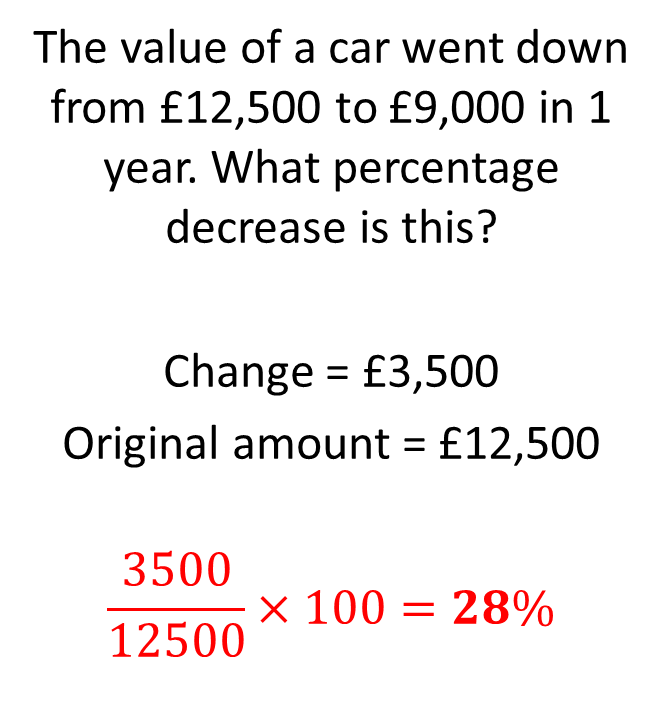 The value of a car went down
from £12,500 to £9,000 in 1
year. What percentage
decrease is this?
Change = £3,500
Original amount = £12,500
3500
12500
× 100 = 28%